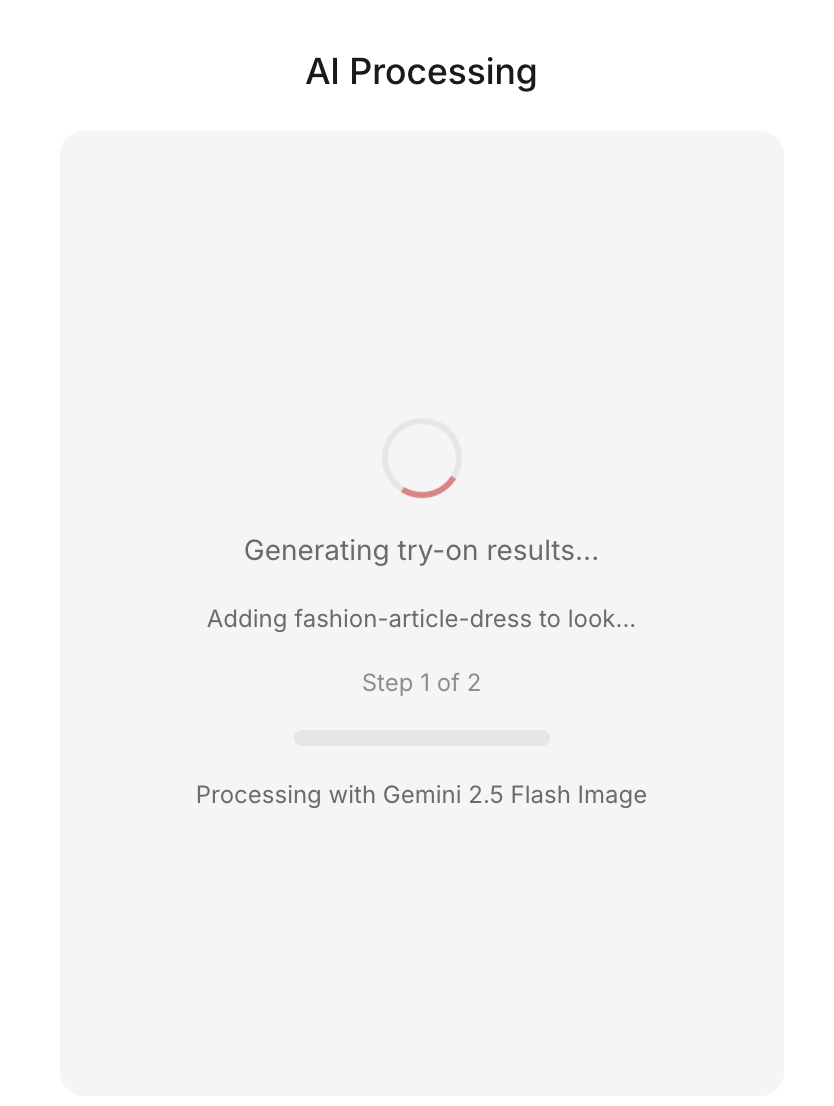 AI Processing
Generating try-on results...
Adding fashion-article-dress to look...
Step 1 of 2
Processing with Gemini 2.5 Flash Image